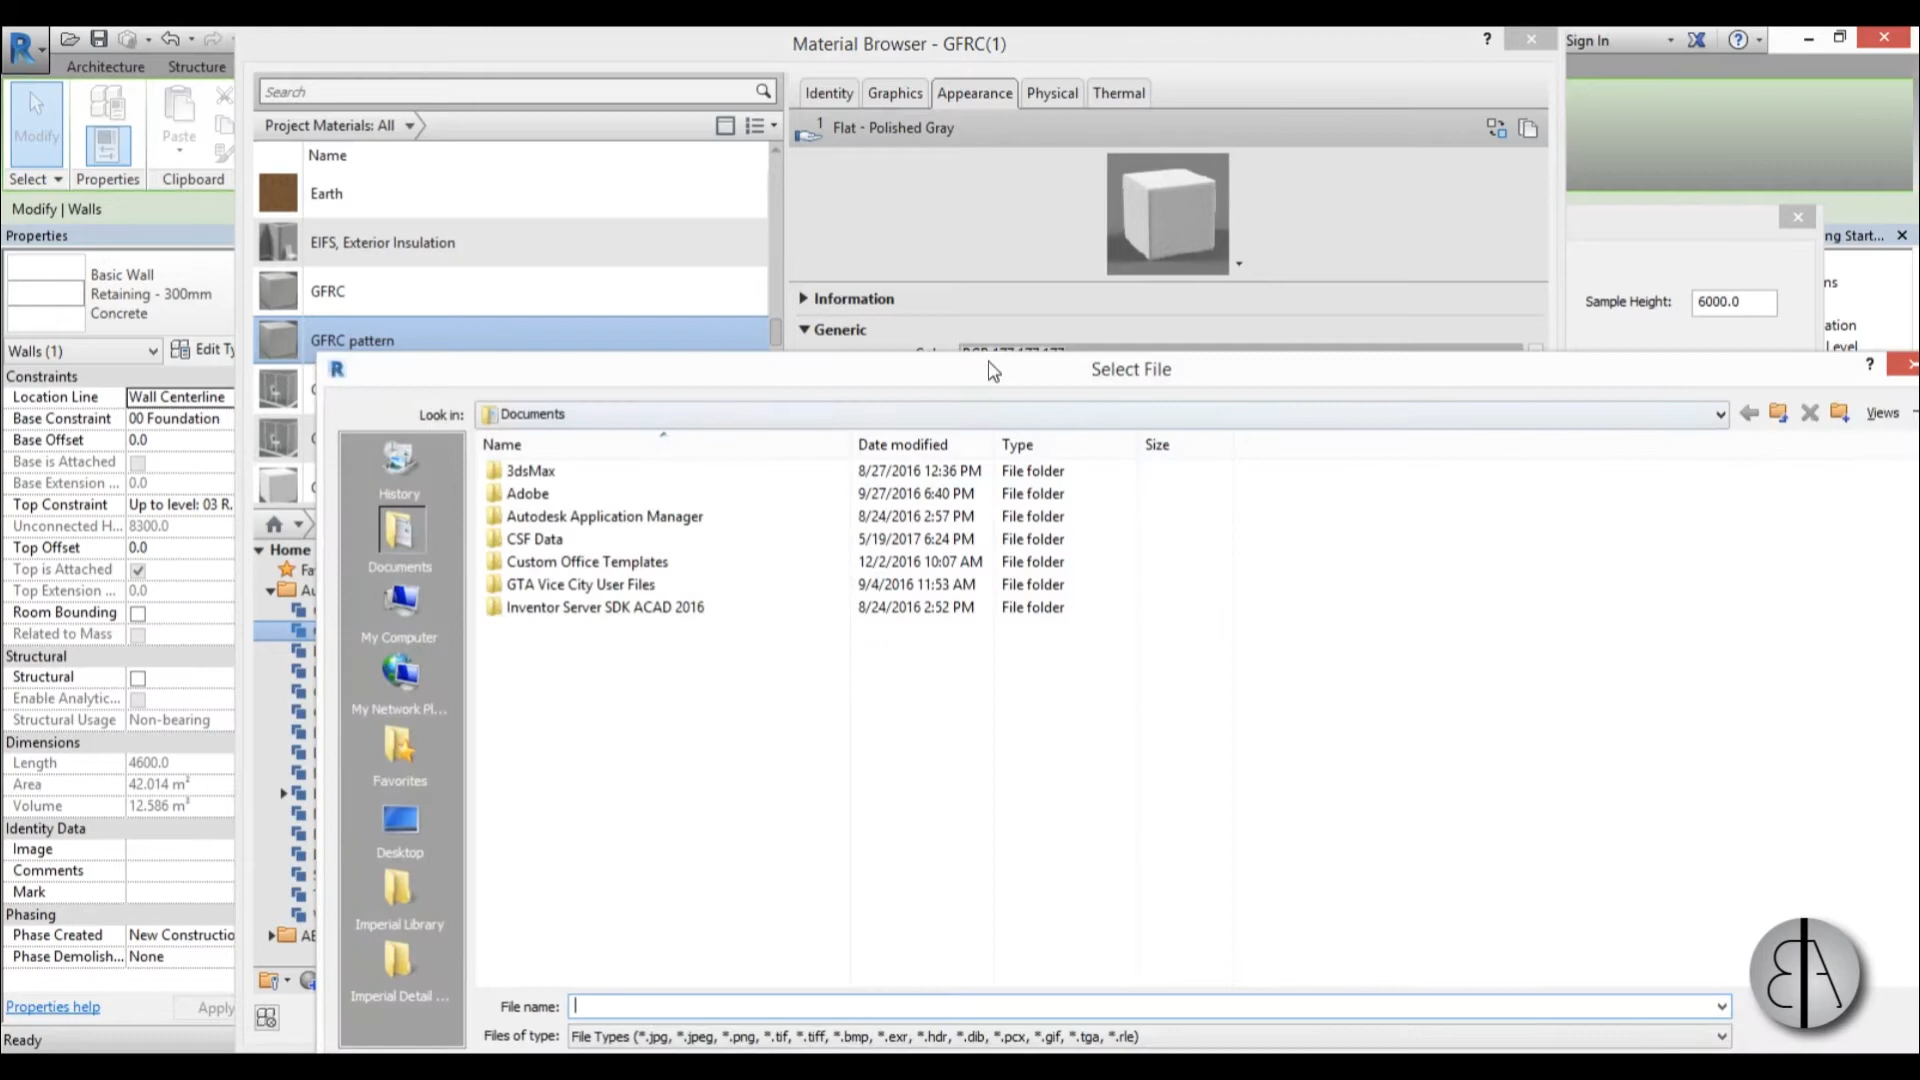 Material Browser - GFRC(1)
?
Sign In
Architecture
Structure
Modify
Paste
Select
Properties
Clipboard
Modify | Walls
Properties
Basic Wall
Retaining - 300mm
Concrete
Walls (1)
Edit Ty
Constraints
Location Line Wall Centerline
Base Constraint 00 Foundation
Base Offset 0.0
Base is Attached
Base Extension ... 0.0
Top Constraint Up to level: 03 R.
Unconnected H... 8300.0
Top Offset 0.0
Top is Attached
Top Extension ... 0.0
Room Bounding
Related to Mass
Structural
Structural
Enable Analytic...
Structural Usage Non-bearing
Dimensions
Length 4600.0
Area 42.014 m²
Volume 12.586 m³
Identity Data
Image
Comments
Mark
Phasing
Phase Created New Constructio
Phase Demolish... None
Properties help
Apply
Ready
Search
Project Materials: All
Name
Earth
EIFS, Exterior Insulation
GFRC
GFRC pattern
Home
Fa
Au
AE
Identity
Graphics
Appearance
Physical
Thermal
1
Flat - Polished Gray
Information
Generic
Sample Height: 6000.0
ng Start...
ns
ation
Level
R
Select File
?
Look in: Documents
Views
Name Date modified Type Size
3dsMax 8/27/2016 12:36 PM File folder
Adobe 9/27/2016 6:40 PM File folder
Autodesk Application Manager 8/24/2016 2:57 PM File folder
CSF Data 5/19/2017 6:24 PM File folder
Custom Office Templates 12/2/2016 10:07 AM File folder
GTA Vice City User Files 9/4/2016 11:53 AM File folder
Inventor Server SDK ACAD 2016 8/24/2016 2:52 PM File folder
History
Documents
My Computer
My Network Pl...
Favorites
Desktop
Imperial Library
Imperial Detail ...
File name:
Files of type: File Types (*.jpg, *.jpeg, *.png, *.tif, *.tiff, *.bmp, *.exr, *.hdr, *.dib, *.pcx, *.gif, *.tga, *.rle)